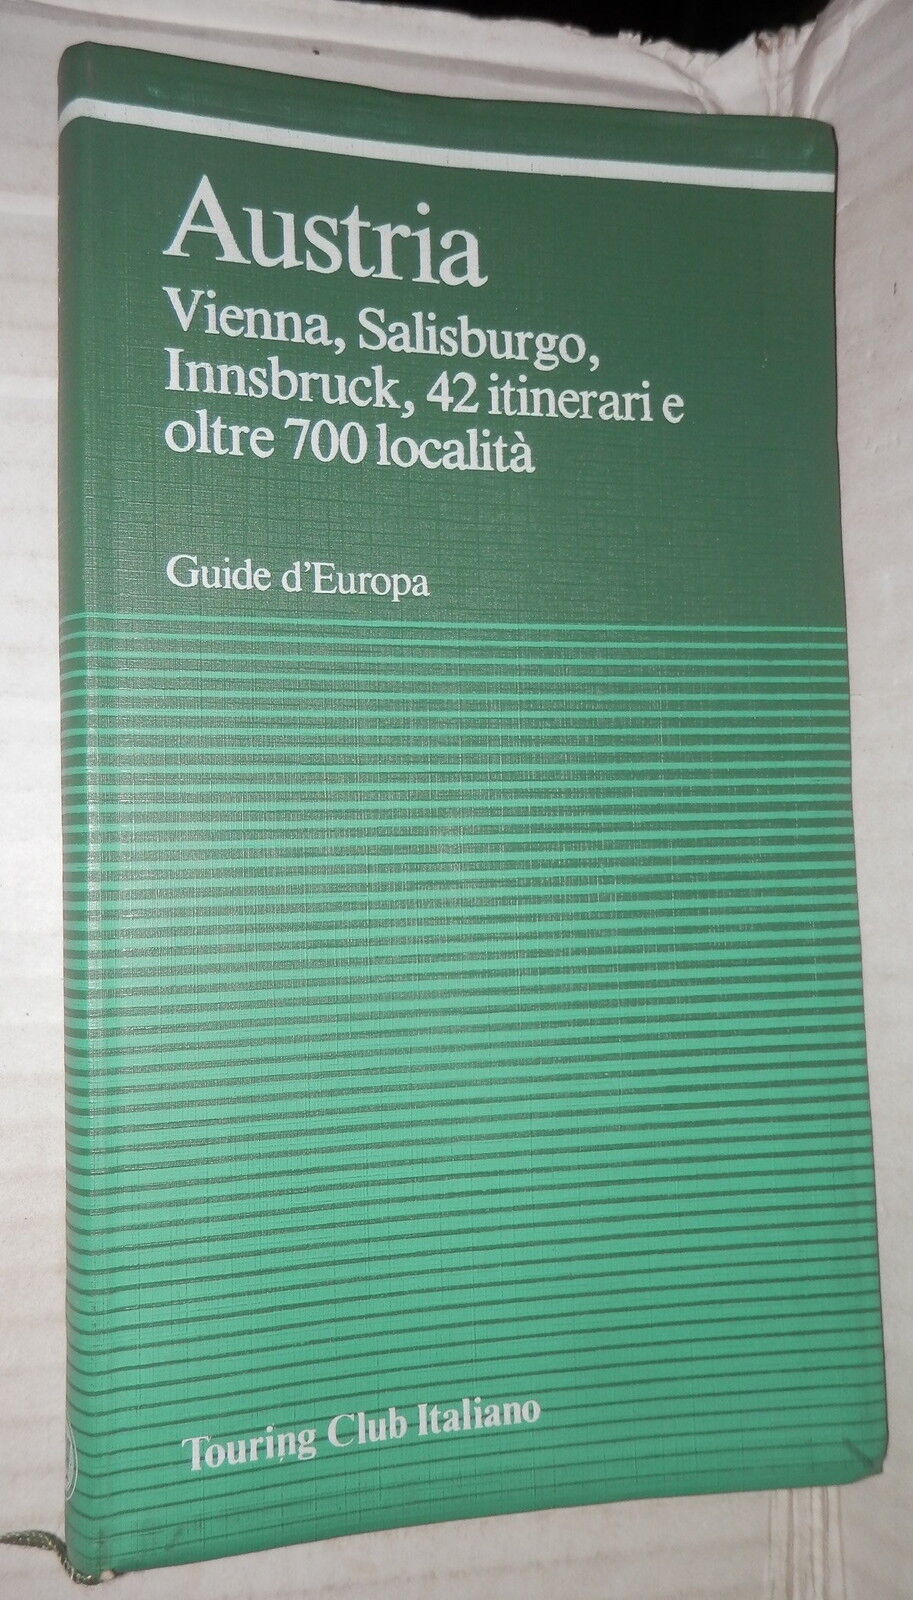 Austria
Vienna, Salisburgo,
Innsbruck, 42 itinerari e
oltre 700 località
Guide d'Europa
Touring Club Italiano